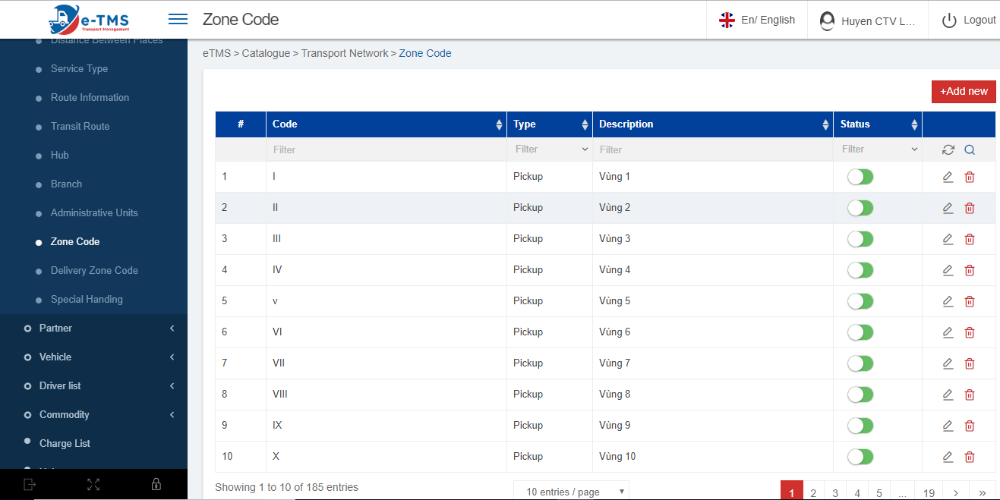 e-TMS
Transport Management
Zone Code
En/ English
Huyen CTV L...
Logout
Distance Between Places
Service Type
Route Information
Transit Route
Hub
Branch
Administrative Units
Zone Code
Delivery Zone Code
Special Handing
Partner
Vehicle
Driver list
Commodity
Charge List
eTMS > Catalogue > Transport Network > Zone Code
+Add new
# Code Type Description Status
Filter Filter Filter Filter
1 I Pickup Vùng 1
2 II Pickup Vùng 2
3 III Pickup Vùng 3
4 IV Pickup Vùng 4
5 v Pickup Vùng 5
6 VI Pickup Vùng 6
7 VII Pickup Vùng 7
8 VIII Pickup Vùng 8
9 IX Pickup Vùng 9
10 X Pickup Vùng 10
Showing 1 to 10 of 185 entries
10 entries / page
1 2 3 4 5 ... 19 › »